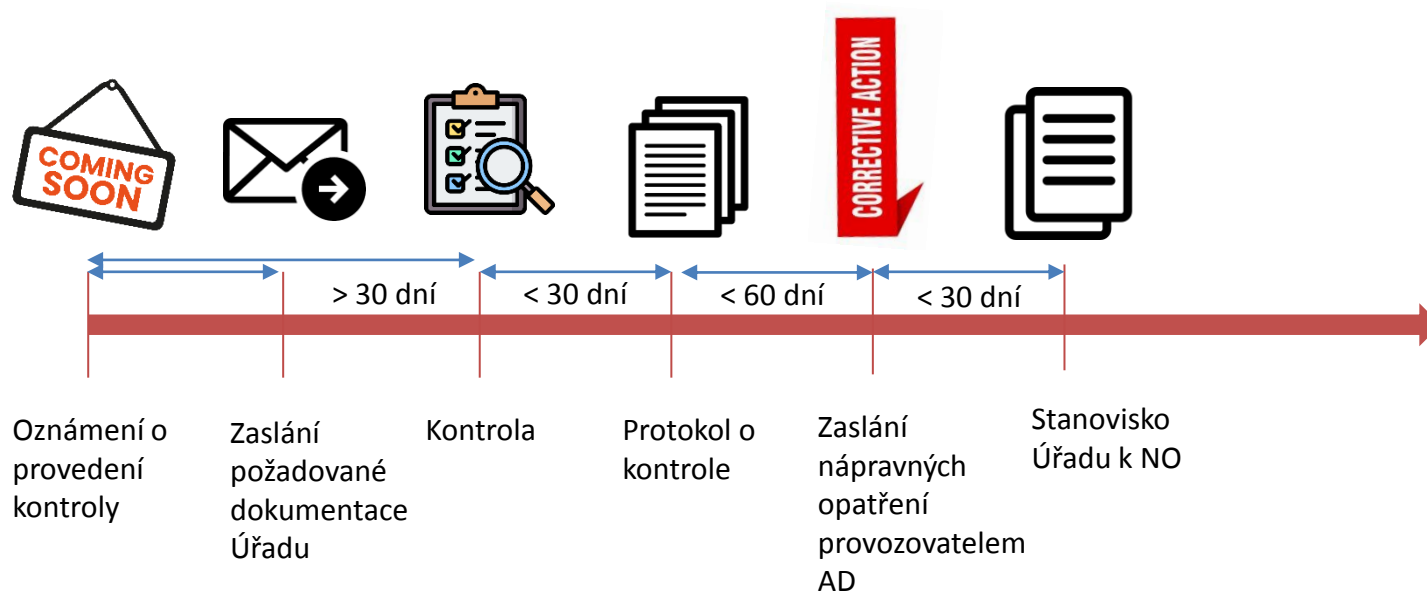 COMING
SOON
CORRECTIVE ACTION
> 30 dní
< 30 dní
< 60 dní
< 30 dní
Oznámení o
provedení
kontroly
Zaslání
požadované
dokumentace
Úřadu
Kontrola
Protokol o
kontrole
Zaslání
nápravných
opatření
provozovatelem
AD
Stanovisko
Úřadu k NO